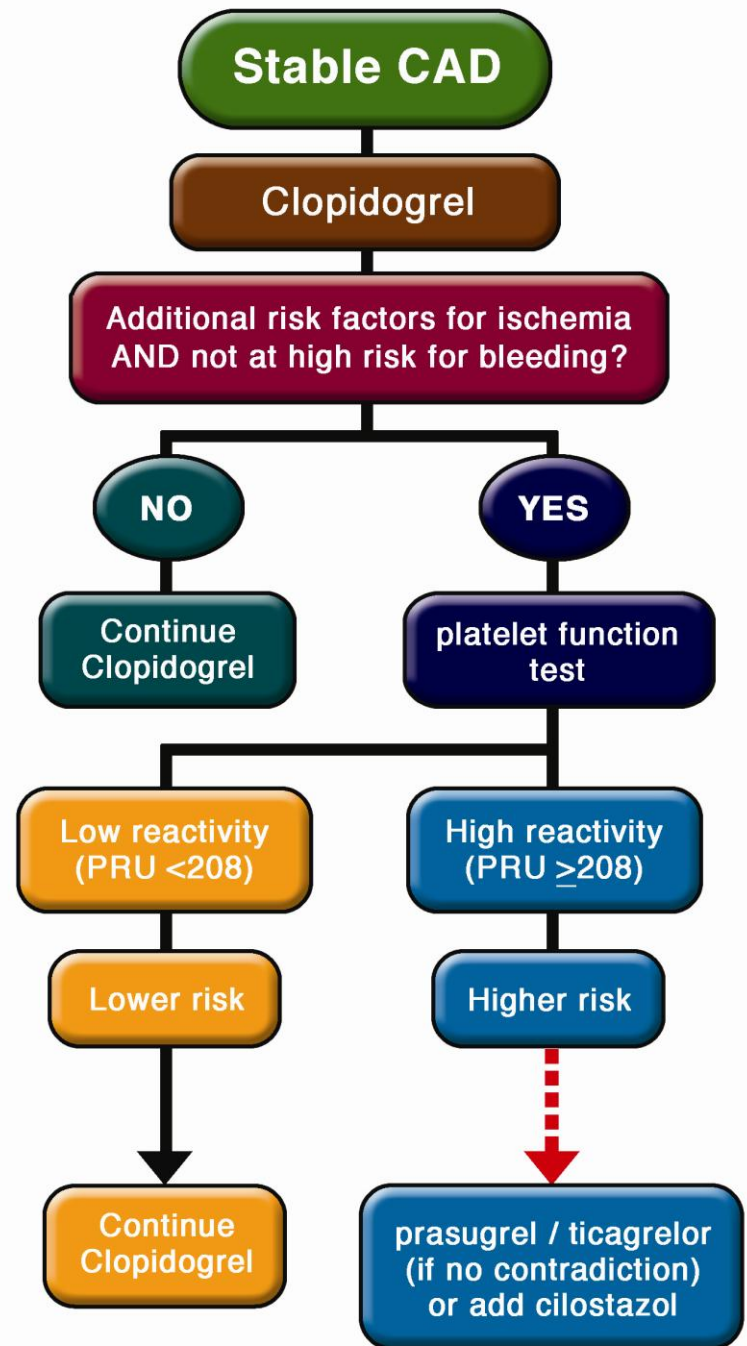 Stable CAD
Clopidogrel
Additional risk factors for ischemia
AND not at high risk for bleeding?
NO
YES
Continue
Clopidogrel
platelet function
test
Low reactivity
(PRU <208)
High reactivity
(PRU ≥208)
Lower risk
Higher risk
Continue
Clopidogrel
prasugrel / ticagrelor
(if no contradiction)
or add cilostazol